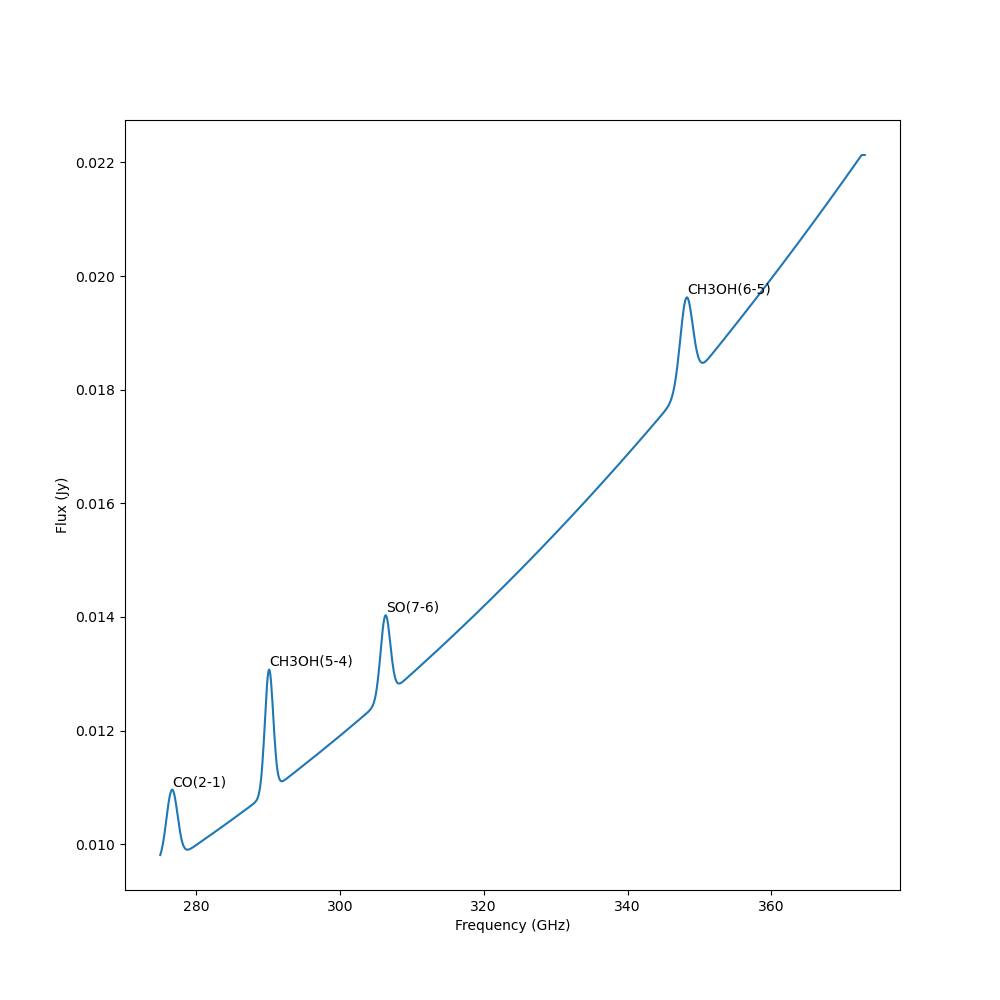 0.022
0.020
CH3OH(6-5)
0.018
0.016
Flux (Jy)
0.014
SO(7-6)
CH3OH(5-4)
0.012
CO(2-1)
0.010
280 300 320 340 360
Frequency (GHz)